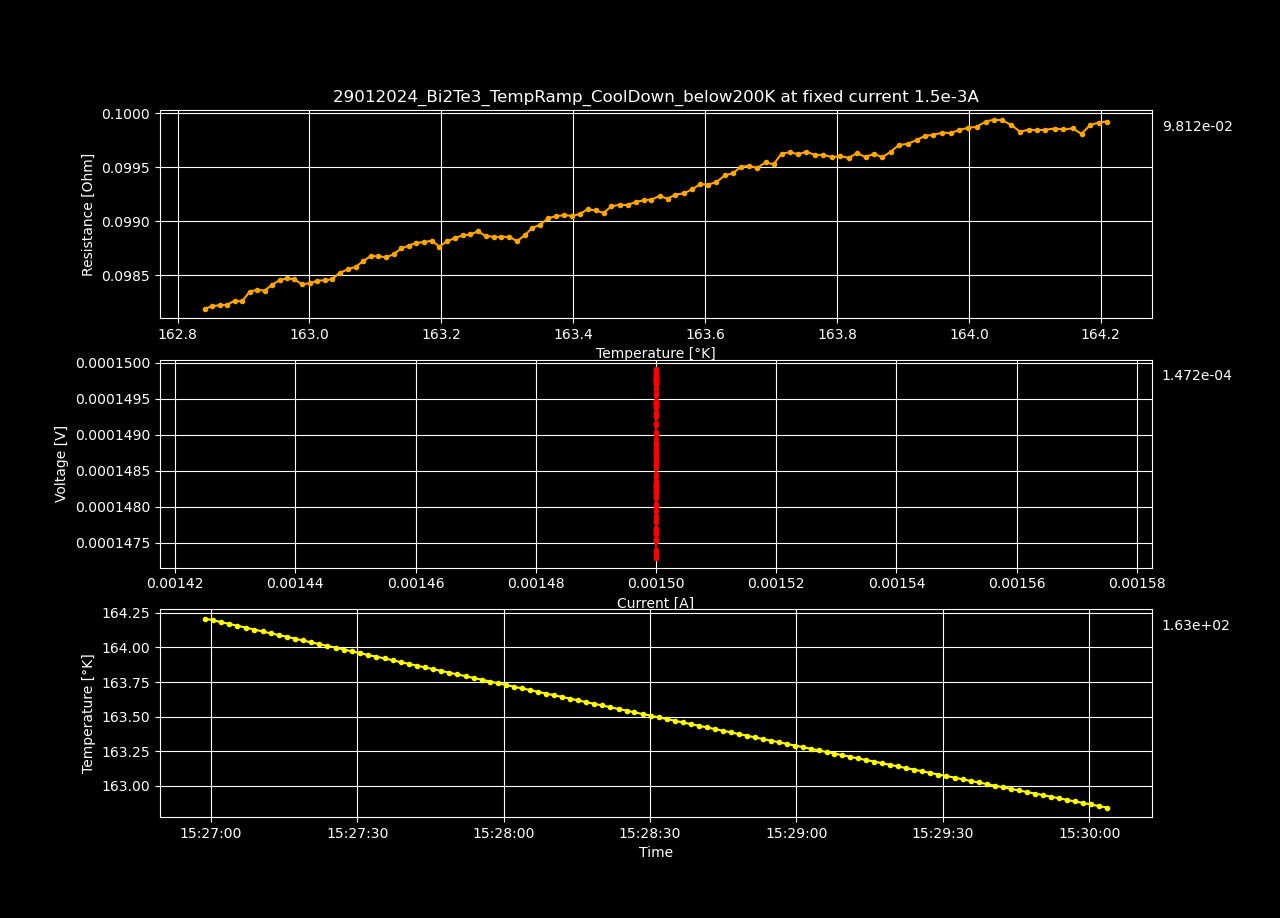 29012024_Bi2Te3_TempRamp_CoolDown_below200K at fixed current 1.5e-3A
0.1000
0.0995
0.0990
0.0985
Resistance [Ohm]
9.812e-02
162.8 163.0 163.2 163.4 163.6 163.8 164.0 164.2
Temperature [°K]
0.0001500
0.0001495
0.0001490
0.0001485
0.0001480
0.0001475
Voltage [V]
1.472e-04
0.00142 0.00144 0.00146 0.00148 0.00150 0.00152 0.00154 0.00156 0.00158
Current [A]
164.25
164.00
163.75
163.50
163.25
163.00
Temperature [°K]
1.63e+02
15:27:00 15:27:30 15:28:00 15:28:30 15:29:00 15:29:30 15:30:00
Time